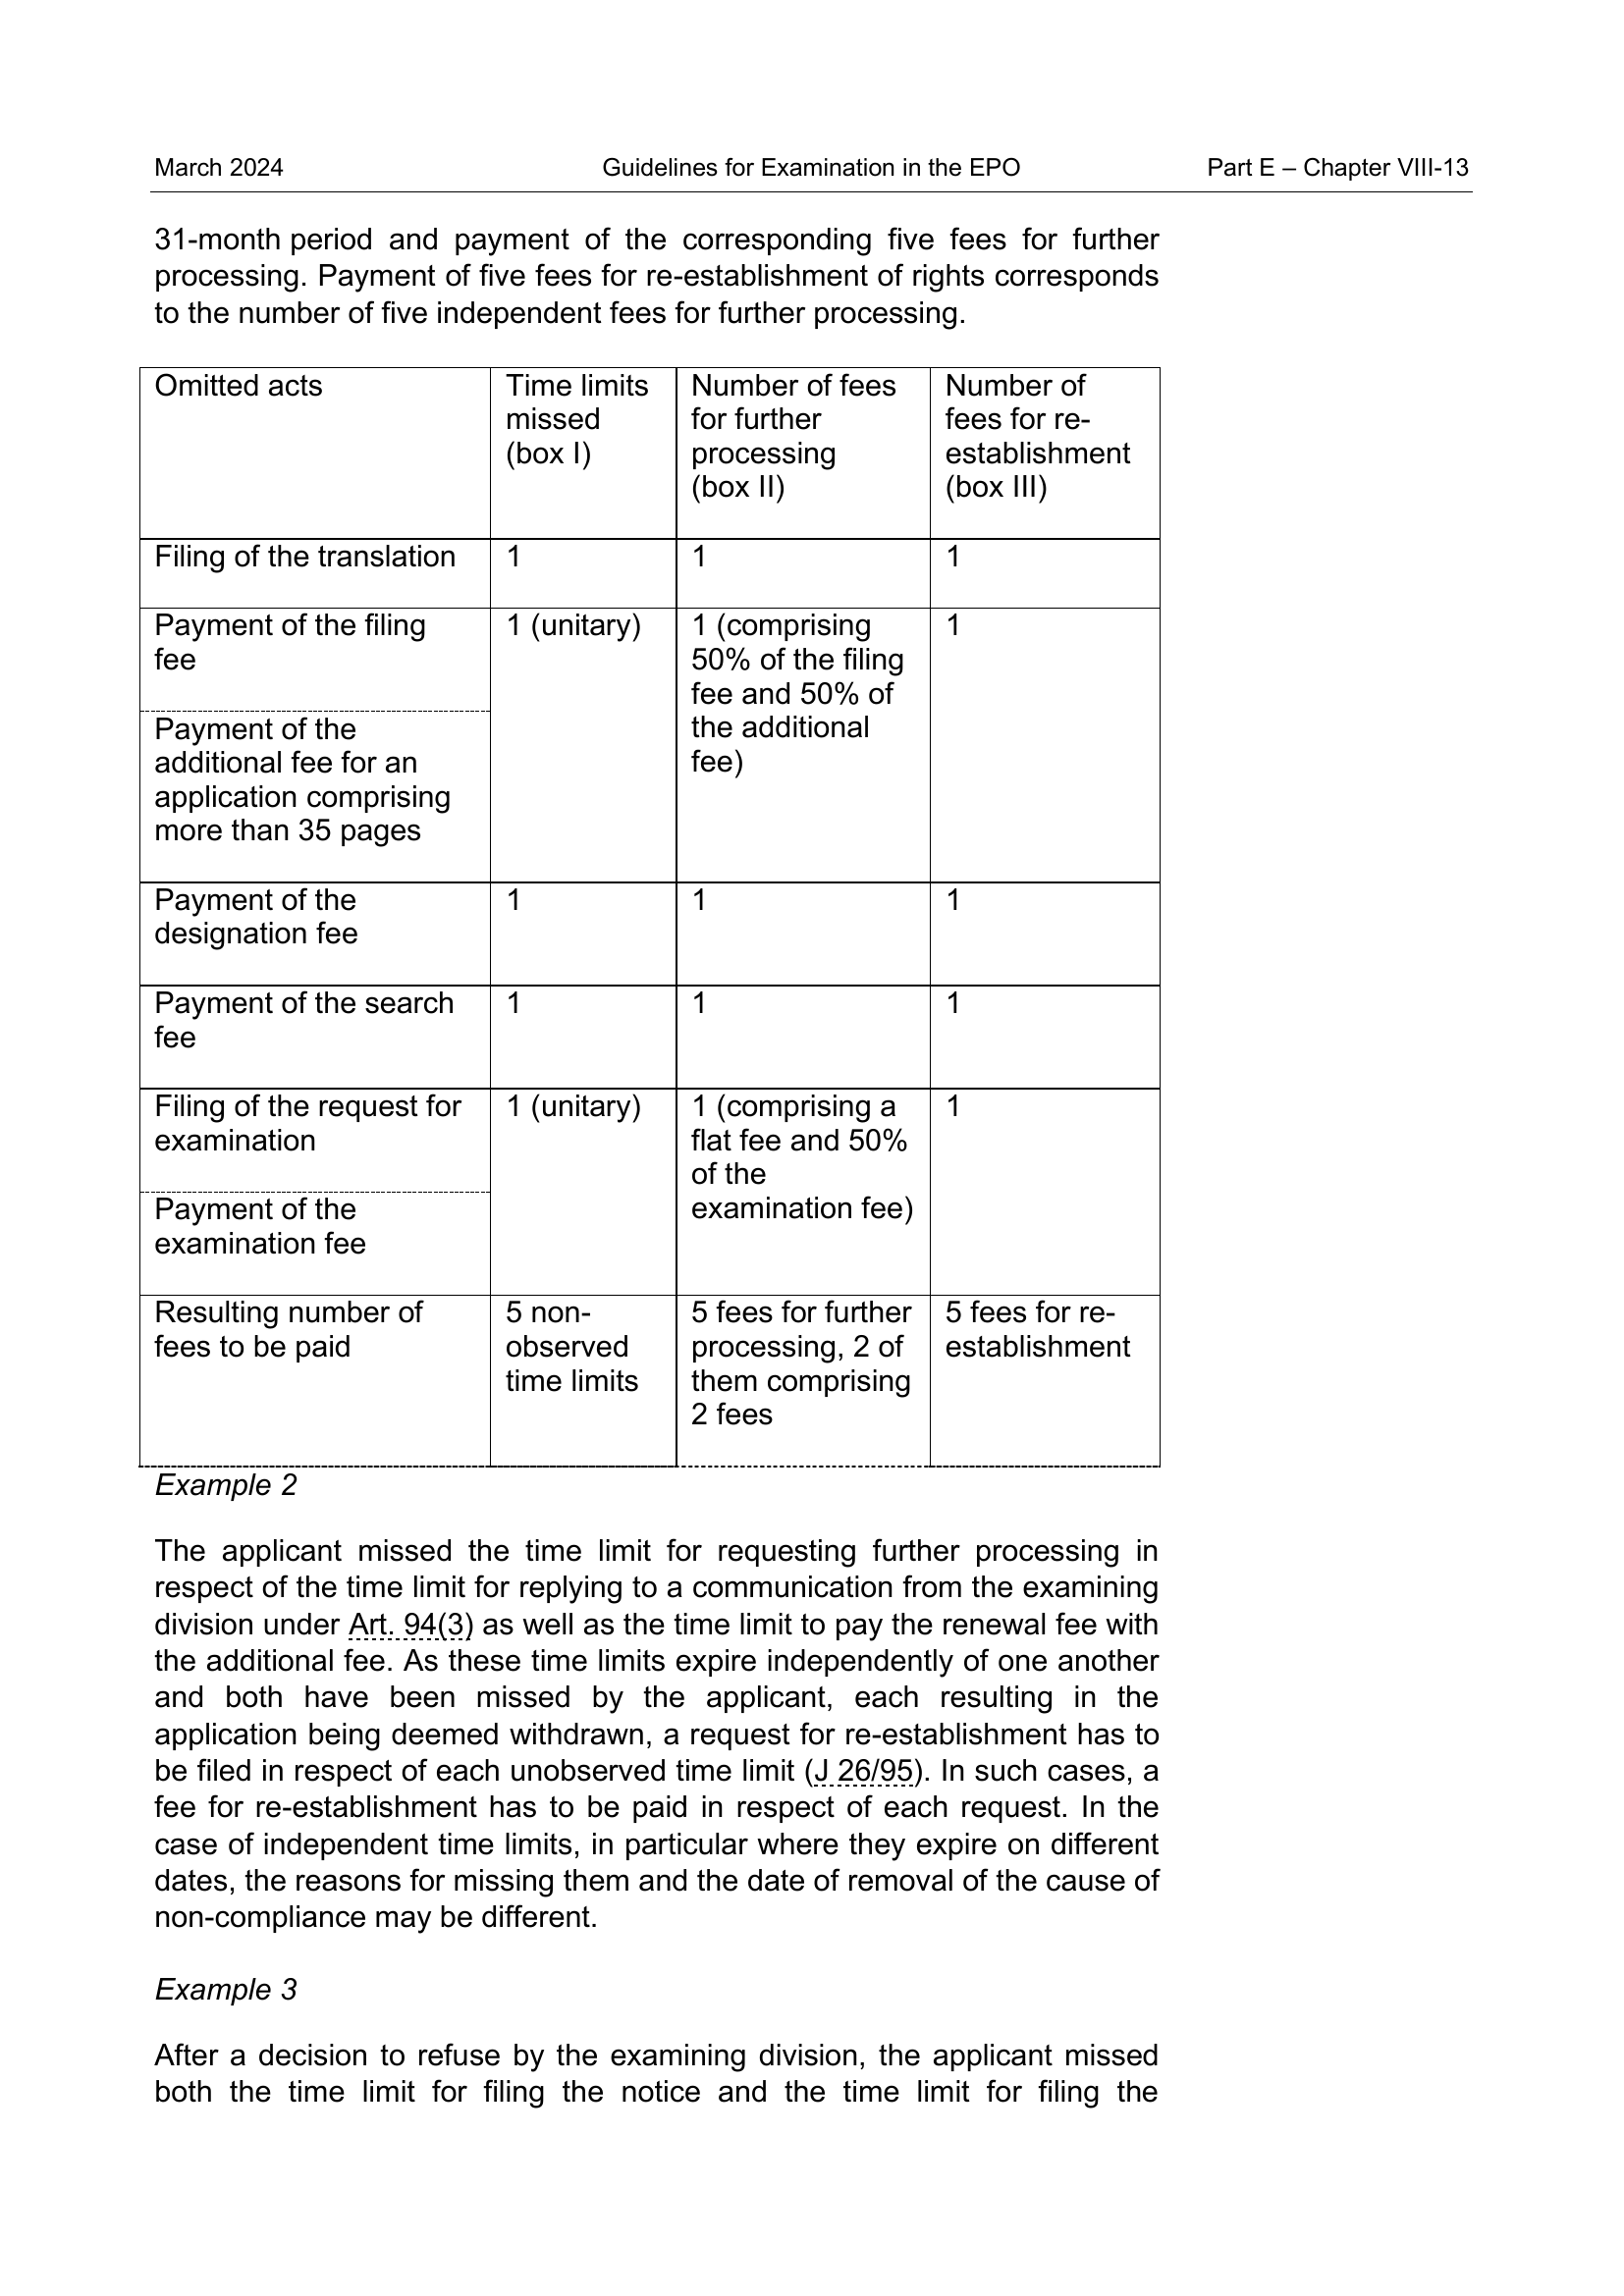 March 2024 Guidelines for Examination in the EPO Part E – Chapter VIII-13
31-month period and payment of the corresponding five fees for further
processing. Payment of five fees for re-establishment of rights corresponds
to the number of five independent fees for further processing.
Omitted acts
Time limits
missed
(box I)
Number of fees
for further
processing
(box II)
Number of
fees for re-
establishment
(box III)
Filing of the translation
1
1
1
Payment of the filing
fee
Payment of the
additional fee for an
application comprising
more than 35 pages
1 (unitary)
1 (comprising
50% of the filing
fee and 50% of
the additional
fee)
1
Payment of the
designation fee
1
1
1
Payment of the search
fee
1
1
1
Filing of the request for
examination
Payment of the
examination fee
1 (unitary)
1 (comprising a
flat fee and 50%
of the
examination fee)
1
Resulting number of
fees to be paid
5 non-
observed
time limits
5 fees for further
processing, 2 of
them comprising
2 fees
5 fees for re-
establishment
Example 2
The applicant missed the time limit for requesting further processing in
respect of the time limit for replying to a communication from the examining
division under Art. 94(3) as well as the time limit to pay the renewal fee with
the additional fee. As these time limits expire independently of one another
and both have been missed by the applicant, each resulting in the
application being deemed withdrawn, a request for re-establishment has to
be filed in respect of each unobserved time limit (J 26/95). In such cases, a
fee for re-establishment has to be paid in respect of each request. In the
case of independent time limits, in particular where they expire on different
dates, the reasons for missing them and the date of removal of the cause of
non-compliance may be different.
Example 3
After a decision to refuse by the examining division, the applicant missed
both the time limit for filing the notice and the time limit for filing the